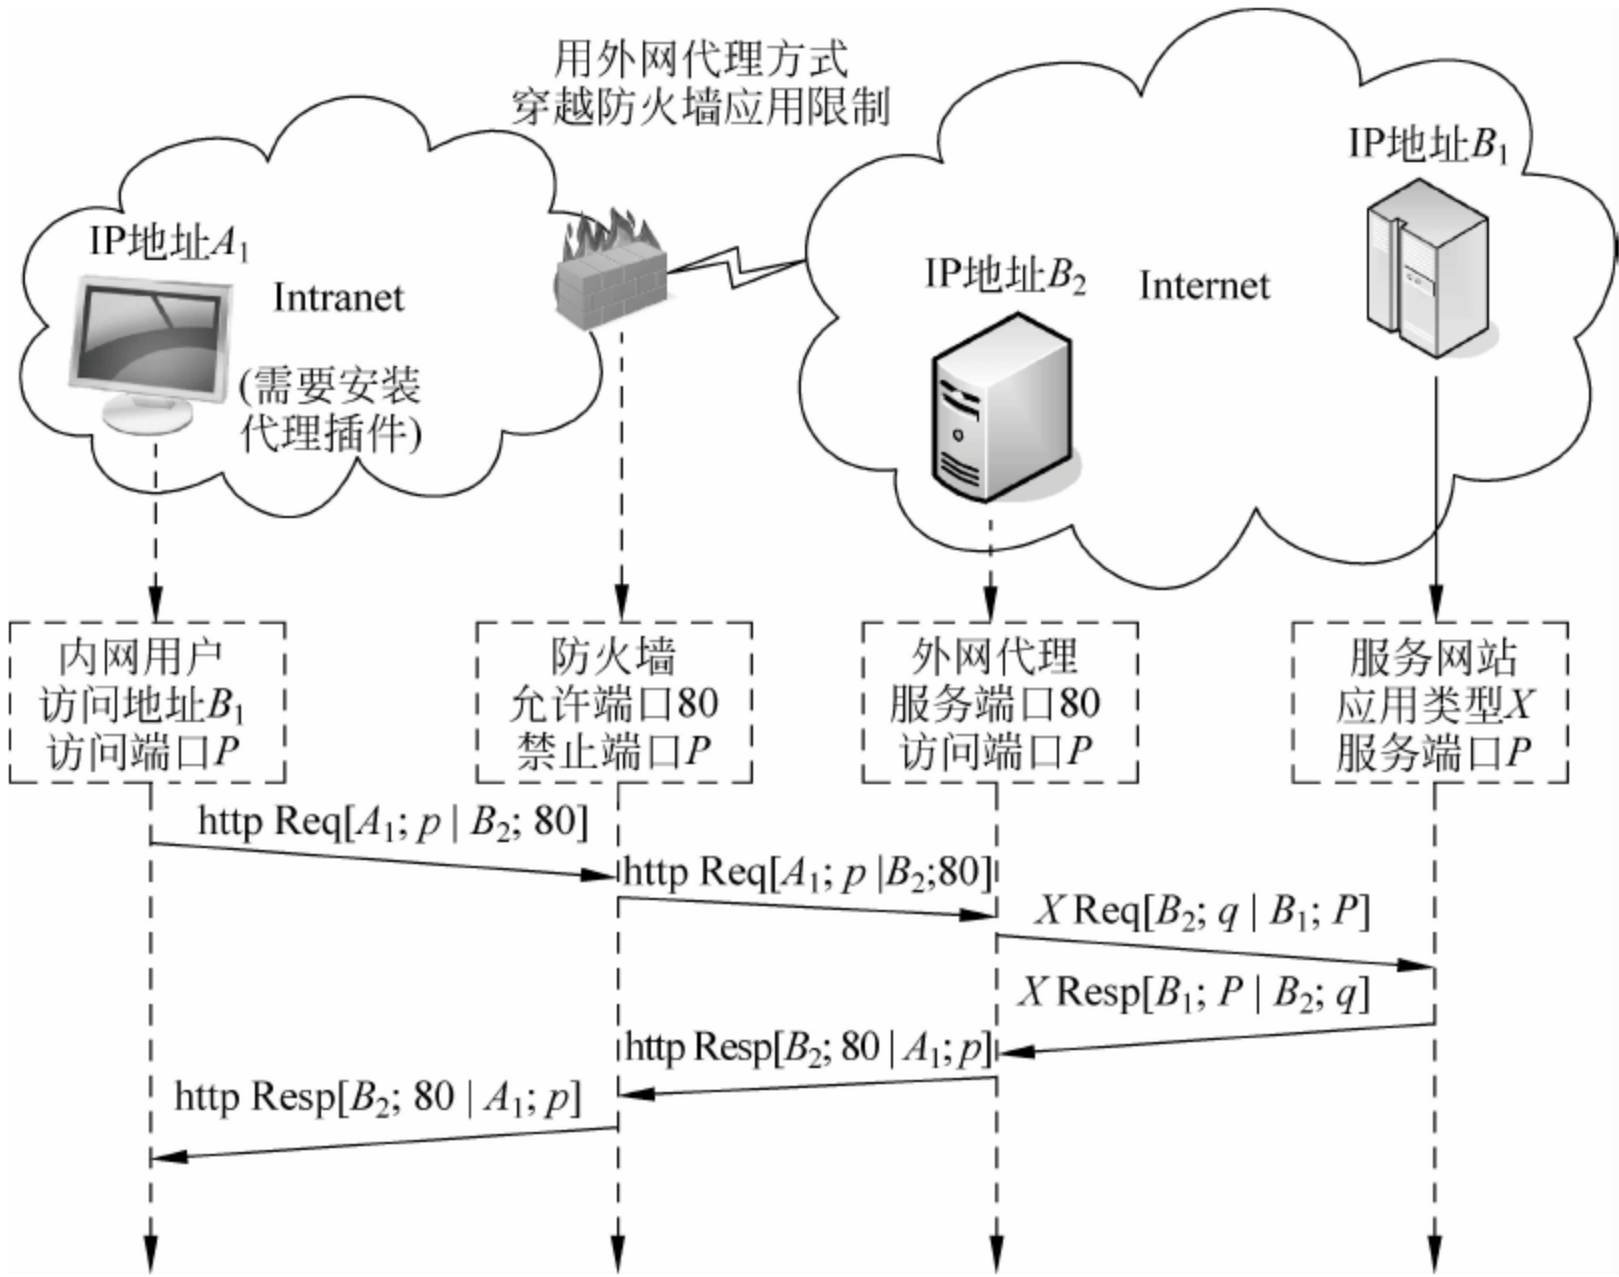 用外网代理方式
穿越防火墙应用限制
IP地址B₁
IP地址A₁
Intranet
IP地址B₂
Internet
(需要安装
代理插件)
内网用户
访问地址B₁
访问端口P
防火墙
允许端口80
禁止端口P
外网代理
服务端口80
访问端口P
服务网站
应用类型X
服务端口P
http Req[A₁; p | B₂; 80]
http Req[A₁; p |B₂;80]
X Req[B₂; q | B₁; P]
X Resp[B₁; P | B₂; q]
http Resp[B₂; 80 | A₁; p]
http Resp[B₂; 80 | A₁; p]